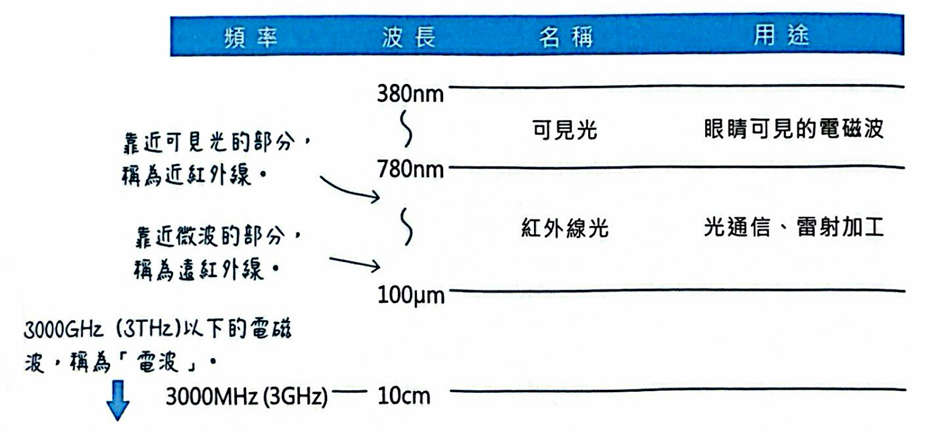 頻率 波長 名稱 用途
380nm
可見光 眼睛可見的電磁波
靠近可見光的部分，
稱為近紅外線。
780nm
紅外線光 光通信、雷射加工
靠近微波的部分，
稱為遠紅外線。
100μm
3000GHz (3THz)以下的電磁
波，稱為「電波」。
3000MHz (3GHz) 10cm